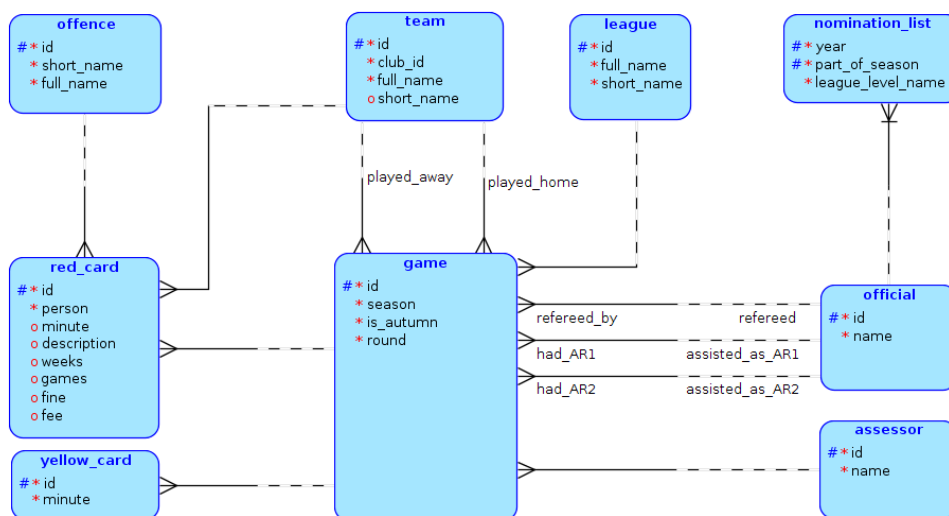 offence
# * id
* short_name
* full_name
team
# * id
* club_id
* full_name
o short_name
league
# * id
* full_name
* short_name
nomination_list
# * year
# * part_of_season
* league_level_name
played_away
played_home
red_card
# * id
* person
o minute
o description
o weeks
o games
o fine
o fee
game
# * id
* season
* is_autumn
* round
refereed_by
refereed
had_AR1
assisted_as_AR1
had_AR2
assisted_as_AR2
official
# * id
* name
yellow_card
# * id
* minute
assessor
# * id
* name